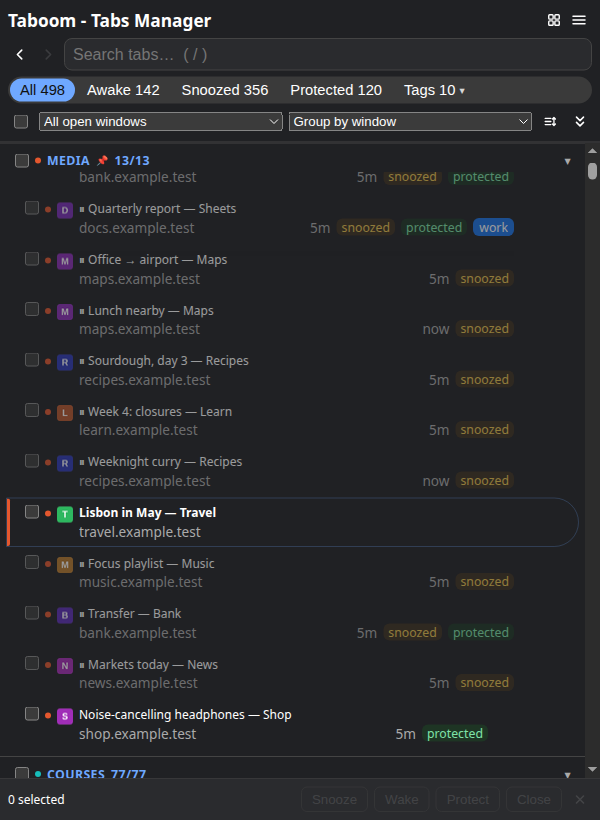 Taboom - Tabs Manager
Search tabs… ( / )
All 498 Awake 142 Snoozed 356 Protected 120 Tags 10 ▾
All open windows Group by window
MEDIA 📌 13/13 ▼
bank.example.test 5m snoozed protected
D Quarterly report — Sheets
docs.example.test 5m snoozed protected work
M Office → airport — Maps
maps.example.test 5m snoozed
M Lunch nearby — Maps
maps.example.test now snoozed
R Sourdough, day 3 — Recipes
recipes.example.test 5m snoozed
L Week 4: closures — Learn
learn.example.test 5m snoozed
R Weeknight curry — Recipes
recipes.example.test now snoozed
T Lisbon in May — Travel
travel.example.test
M Focus playlist — Music
music.example.test 5m snoozed
B Transfer — Bank
bank.example.test 5m snoozed protected
N Markets today — News
news.example.test 5m snoozed
S Noise-cancelling headphones — Shop
shop.example.test 5m protected
COURSES 77/77 ▼
0 selected Snooze Wake Protect Close ✕